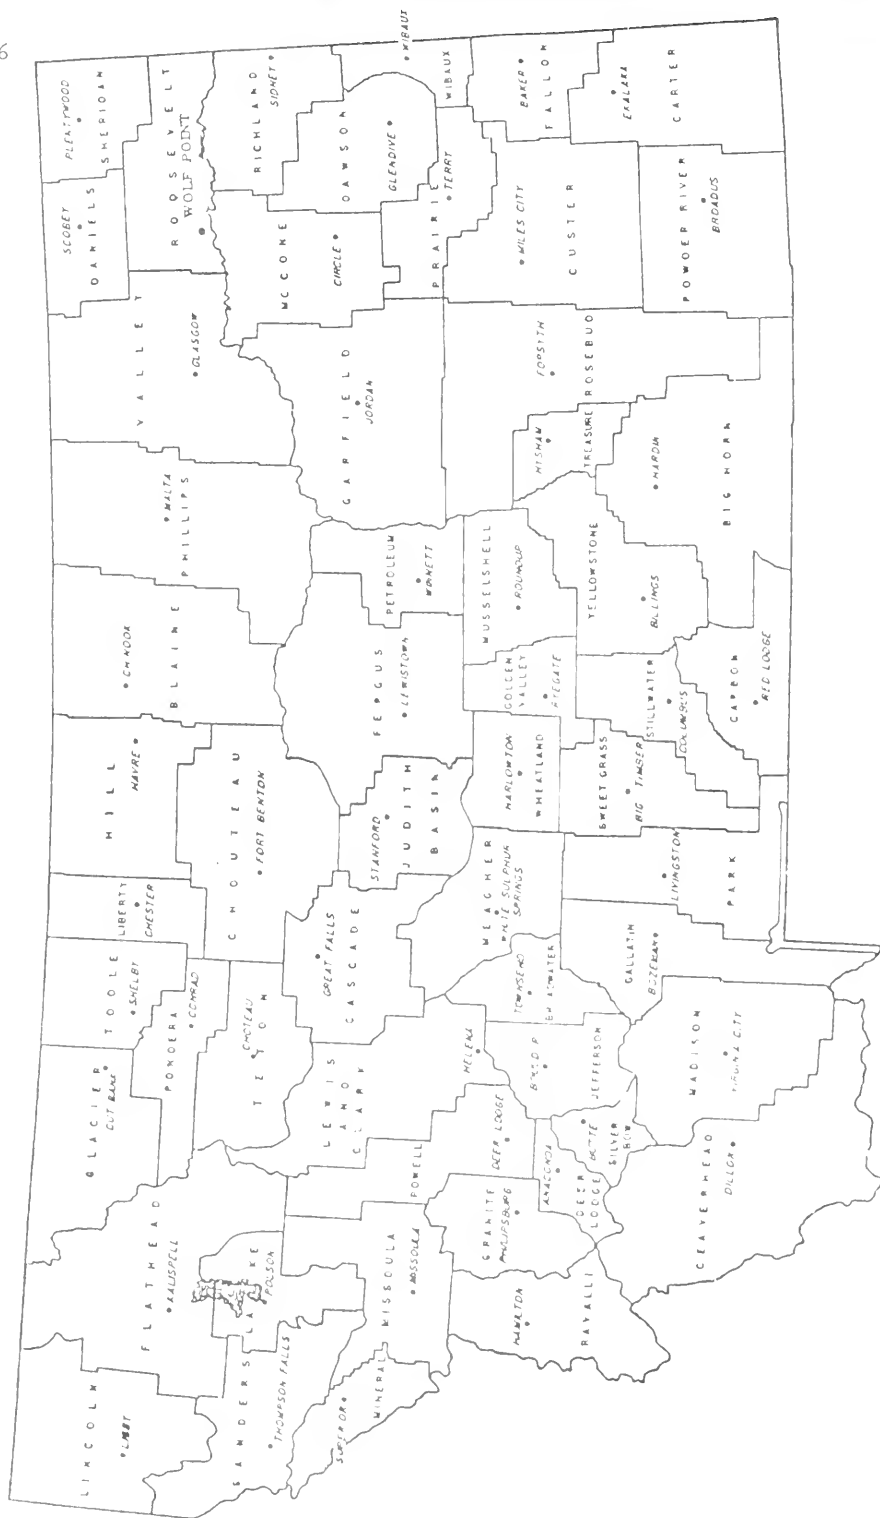 6
LINCOLN
LIBBY
FLATHEAD
KALISPELL
GLACIER
CUT BANK
TOOLE
SHELBY
LIBERTY
CHESTER
HILL
HAVRE
CHINOOK
BLAINE
MALTA
PHILLIPS
VALLEY
GLASGOW
SCOBEY
DANIELS
PLENTYWOOD
SHERIDAN
ROOSEVELT
WOLF POINT
PONDERA
CONRAD
CHOUTEAU
FORT BENTON
CHOTEAU
TETON
SANDERS
THOMPSON FALLS
POLSON
LEWIS
AND
CLARK
HELENA
GREAT FALLS
CASCADE
STANFORD
JUDITH
BASIN
FERGUS
LEWISTOWN
PETROLEUM
WINNETT
GARFIELD
JORDAN
MCCONE
CIRCLE
RICHLAND
SIDNEY
DAWSON
GLENDIVE
WIBAUX
WIBAUX
PRAIRIE
TERRY
SUPERIOR
MINERAL
MISSOULA
MISSOULA
POWELL
DEER LODGE
GRANITE
PHILIPSBURG
MEAGHER
WHITE SULPHUR
SPRINGS
TOWNSEND
BROADWATER
HARLOWTON
WHEATLAND
GOLDEN
VALLEY
RYEGATE
MUSSELSHELL
ROUNDUP
HYSHAM
TREASURE
FORSYTH
ROSEBUD
MILES CITY
CUSTER
BAKER
FALLON
EKALAKA
CARTER
HAMILTON
RAVALLI
ANACONDA
DEER
LODGE
BUTTE
SILVER
BOW
BOULDER
JEFFERSON
GALLATIN
BOZEMAN
LIVINGSTON
PARK
SWEET GRASS
BIG TIMBER
STILLWATER
COLUMBUS
YELLOWSTONE
BILLINGS
HARDIN
BIG HORN
CARBON
RED LODGE
POWDER RIVER
BROADUS
BEAVERHEAD
DILLON
MADISON
VIRGINIA CITY